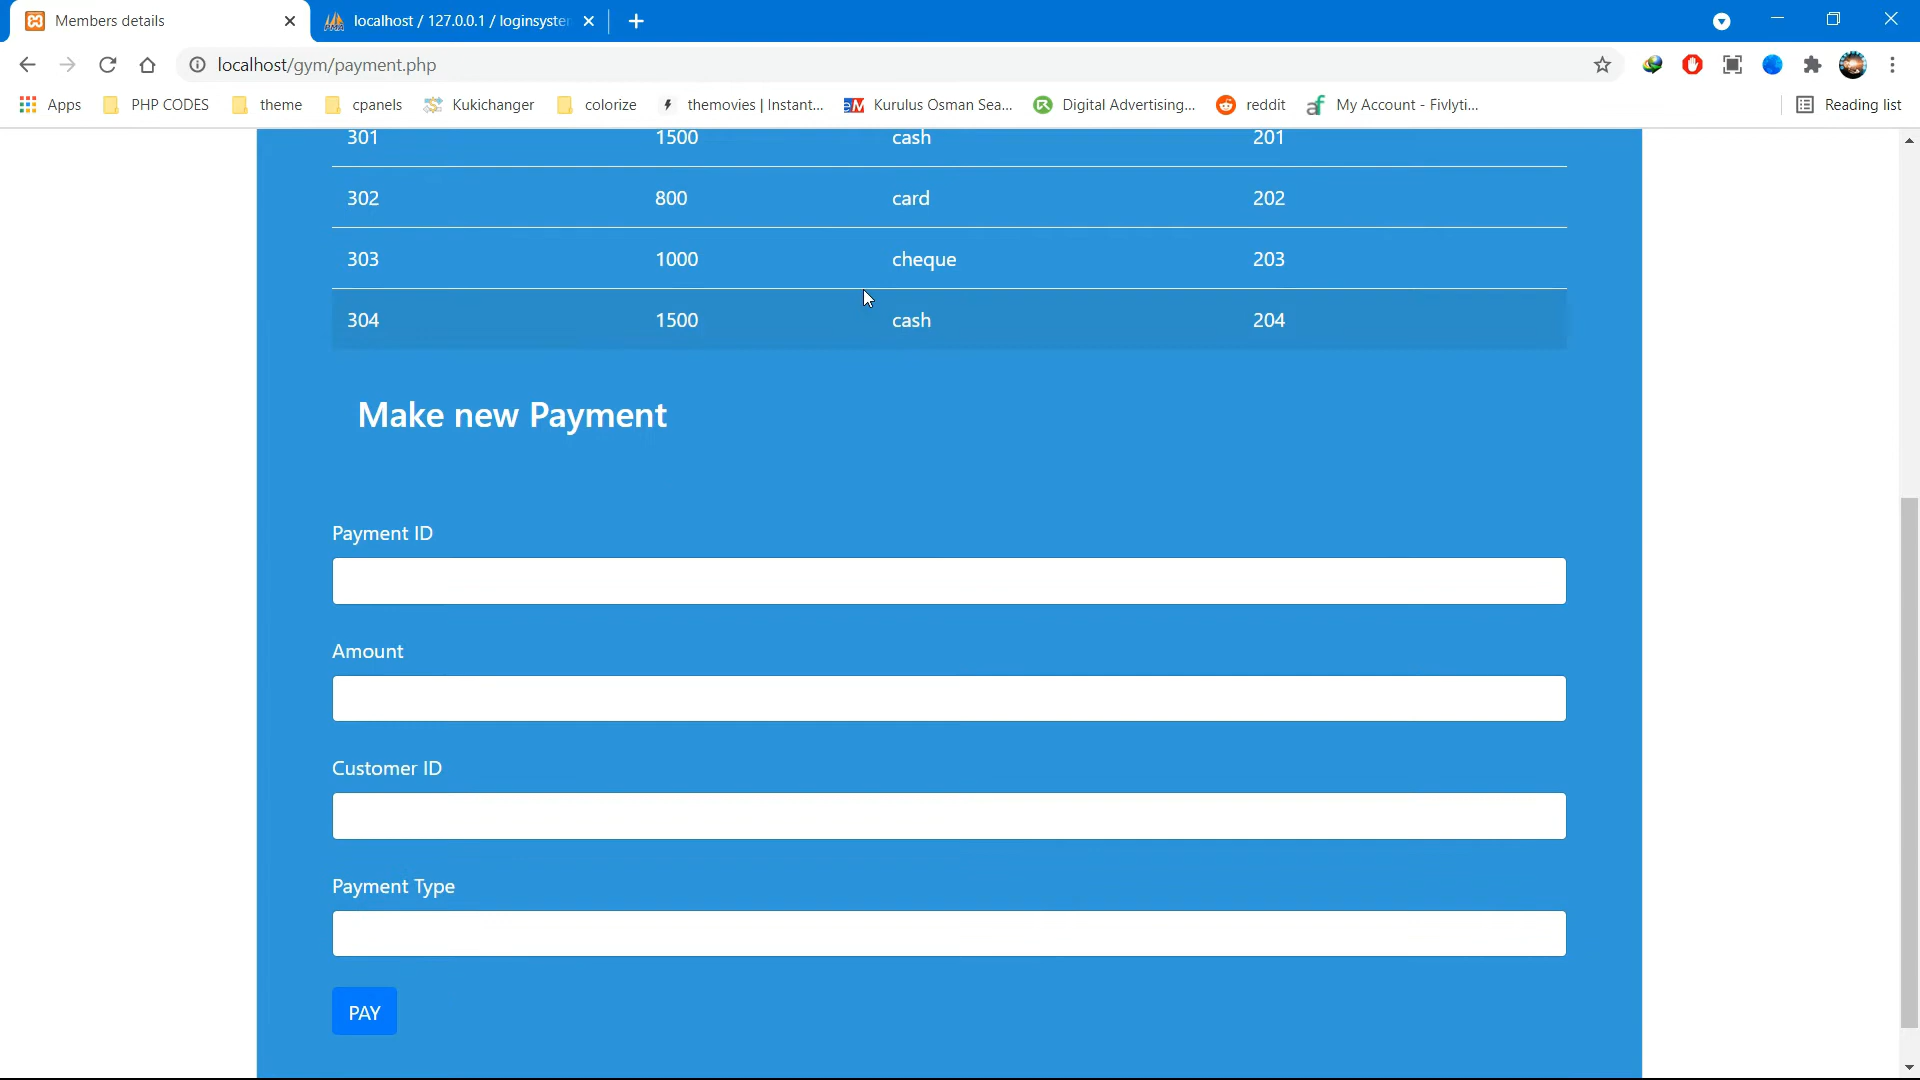 Members details
localhost / 127.0.0.1 / loginsyste
localhost/gym/payment.php
Apps PHP CODES theme cpanels Kukichanger colorize themovies | Instant... Kurulus Osman Sea... Digital Advertising... reddit My Account - Fivlyti... Reading list
301 1500 cash 201
302 800 card 202
303 1000 cheque 203
304 1500 cash 204
Make new Payment
Payment ID
Amount
Customer ID
Payment Type
PAY